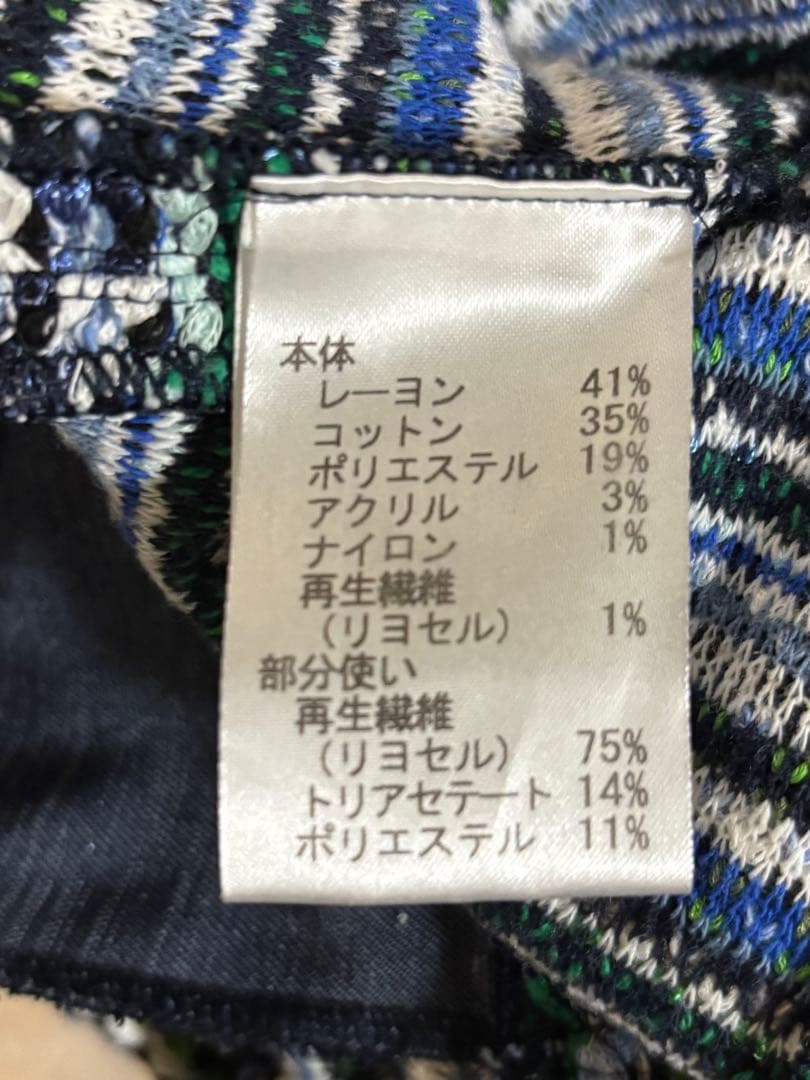 本体
レーヨン 41%
コットン 35%
ポリエステル 19%
アクリル 3%
ナイロン 1%
再生繊維
(リヨセル) 1%
部分使い
再生繊維
(リヨセル) 75%
トリアセテート 14%
ポリエステル 11%